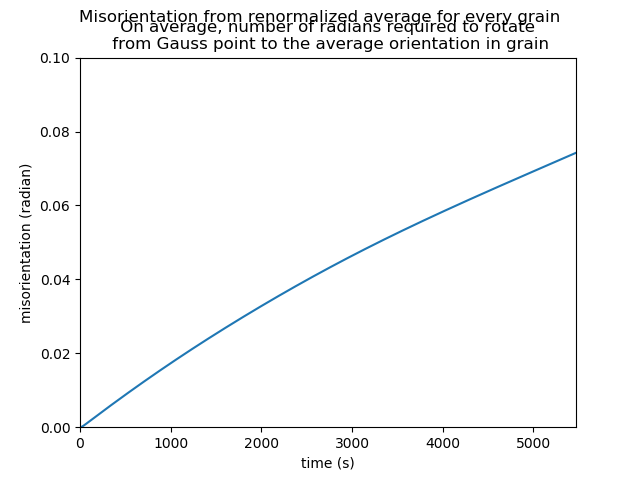 Misorientation from renormalized average for every grain
On average, number of radians required to rotate
from Gauss point to the average orientation in grain
0.10
0.08
0.06
0.04
0.02
0.00
misorientation (radian)
0 1000 2000 3000 4000 5000
time (s)